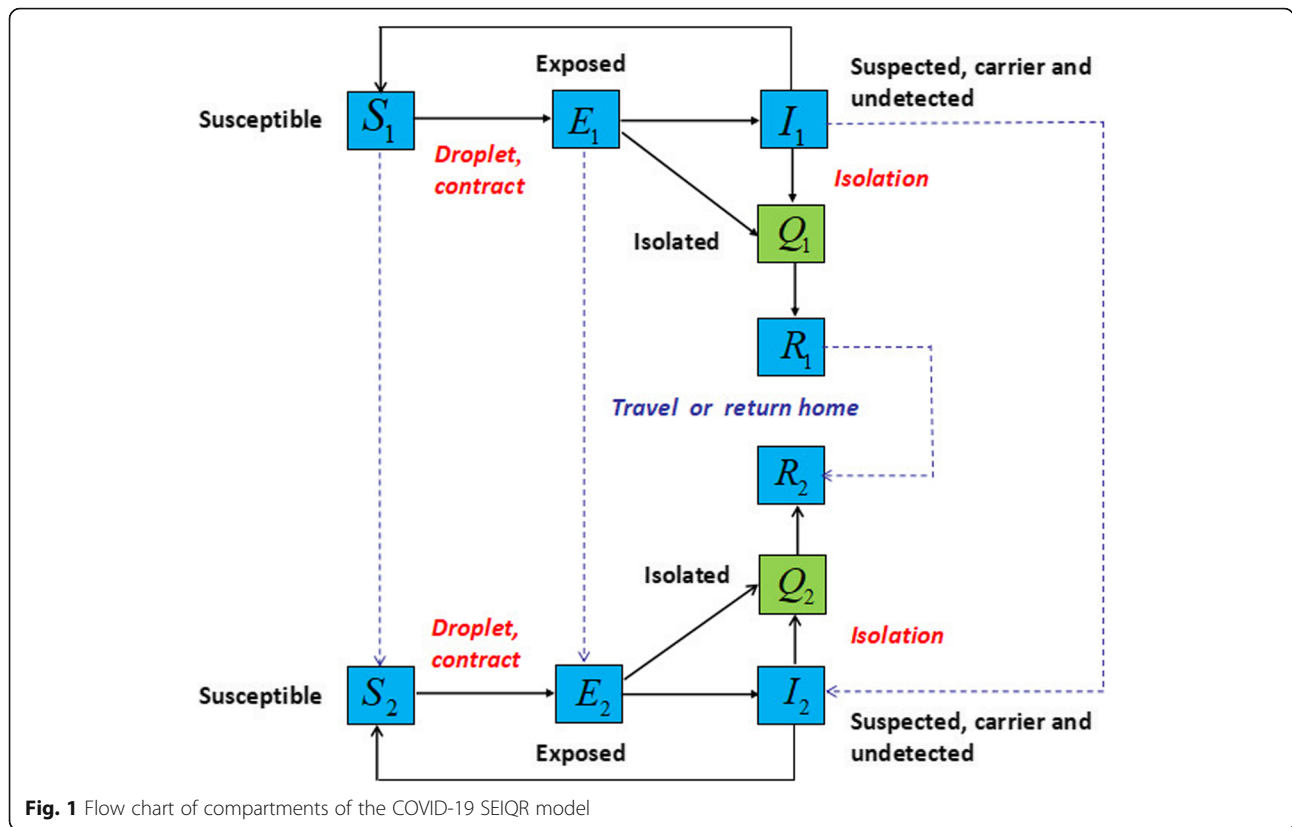 Exposed
Suspected, carrier and
undetected
Susceptible
S1
E1
I1
Droplet,
contract
Isolation
Isolated
Q1
R1
Travel or return home
R2
Isolated
Q2
Droplet,
contract
Isolation
Susceptible
S2
E2
I2
Exposed
Suspected, carrier and
undetected
Fig. 1 Flow chart of compartments of the COVID-19 SEIQR model